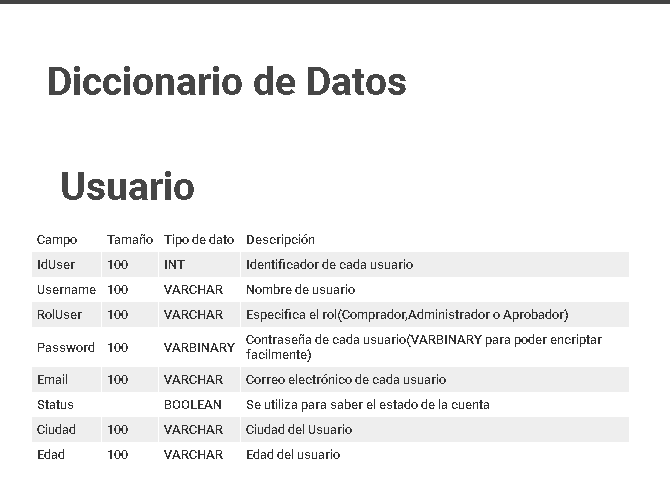 Diccionario de Datos
Usuario
Campo Tamaño Tipo de dato Descripción
IdUser 100 INT Identificador de cada usuario
Username 100 VARCHAR Nombre de usuario
RolUser 100 VARCHAR Especifica el rol(Comprador,Administrador o Aprobador)
Password 100 VARBINARY Contraseña de cada usuario(VARBINARY para poder encriptar
facilmente)
Email 100 VARCHAR Correo electrónico de cada usuario
Status BOOLEAN Se utiliza para saber el estado de la cuenta
Ciudad 100 VARCHAR Ciudad del Usuario
Edad 100 VARCHAR Edad del usuario